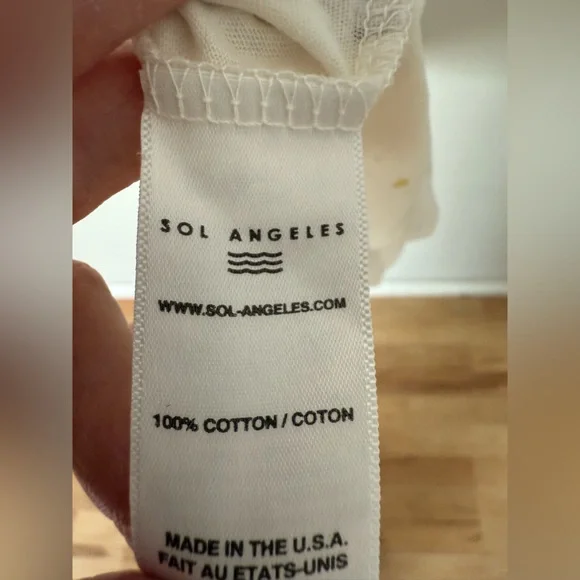 SOL ANGELES
WWW.SOL-ANGELES.COM
100% COTTON / COTON
MADE IN THE U.S.A.
FAIT AU ETATS-UNIS